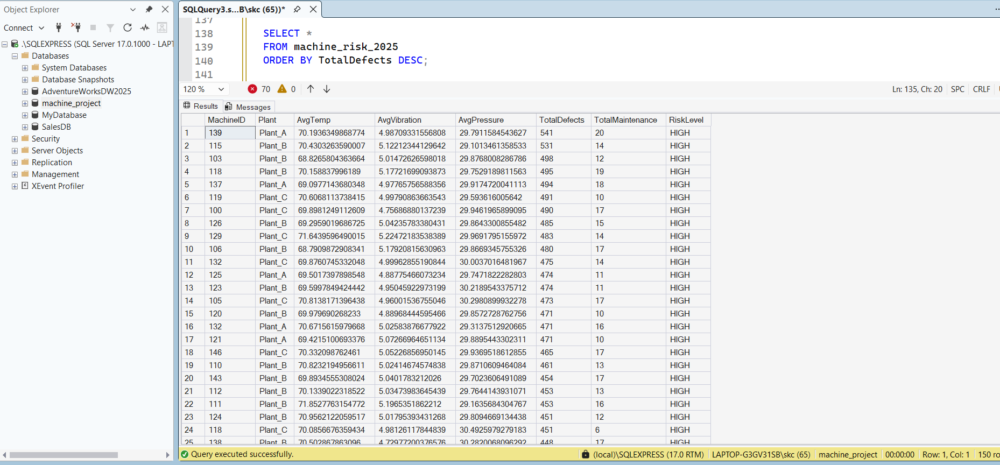 Object Explorer
Connect
.\SQLEXPRESS (SQL Server 17.0.1000 - LAPT
Databases
System Databases
Database Snapshots
AdventureWorksDW2025
machine_project
MyDatabase
SalesDB
Security
Server Objects
Replication
Management
XEvent Profiler
SQLQuery3.s...B\skc (65))*
137
138 SELECT *
139 FROM machine_risk_2025
140 ORDER BY TotalDefects DESC;
141
120 % 70 0 Ln: 135, Ch: 20 SPC CRLF
Results Messages
MachineID Plant AvgTemp AvgVibration AvgPressure TotalDefects TotalMaintenance RiskLevel
1 139 Plant_A 70.1936349868774 4.98709331556808 29.7911584543627 541 20 HIGH
2 115 Plant_B 70.4303263590007 5.12212344129642 29.1013461358533 531 14 HIGH
3 103 Plant_B 68.8265804363664 5.01472626598018 29.8768008286786 498 12 HIGH
4 118 Plant_B 70.158837996189 5.17721699093873 29.7529189811563 495 19 HIGH
5 137 Plant_A 69.0977143680348 4.97765756588356 29.9174720041113 494 18 HIGH
6 119 Plant_C 70.6068113738415 4.99790863663543 29.593616005642 491 10 HIGH
7 100 Plant_C 69.8981249112609 4.75686880137239 29.9461965899095 490 17 HIGH
8 126 Plant_B 69.2959019686725 5.04235783380431 29.8643300855482 485 15 HIGH
9 129 Plant_C 71.6439596490015 5.22472183538389 29.9691795155972 483 14 HIGH
10 106 Plant_B 68.7909872908341 5.17920815630963 29.8669345755326 480 17 HIGH
11 132 Plant_C 69.8760745332048 4.99962855190844 30.0037016481967 475 14 HIGH
12 125 Plant_A 69.5017397898548 4.88775466073234 29.7471822282803 474 11 HIGH
13 123 Plant_B 69.5997849424442 4.95045922973199 30.2189543375712 474 11 HIGH
14 105 Plant_C 70.8138171396438 4.96001536755046 30.2980899932278 473 17 HIGH
15 120 Plant_B 69.979690268233 4.88968444595466 29.8572728762756 471 10 HIGH
16 132 Plant_A 70.6715615979668 5.02583876677922 29.3137512920665 471 16 HIGH
17 121 Plant_A 69.4215100693376 5.07266964651134 29.8895443302311 471 10 HIGH
18 146 Plant_C 70.332098762461 5.05226856950145 29.9369518612855 465 17 HIGH
19 110 Plant_B 70.8232194956611 5.02414674574838 29.8710609464084 461 13 HIGH
20 143 Plant_B 69.8934555308024 5.0401783212026 29.7023606491089 454 17 HIGH
21 112 Plant_B 70.1339022318522 5.03473983645439 29.7644143931071 453 13 HIGH
22 111 Plant_B 71.8527763154772 5.1965351862212 29.1635684304767 453 16 HIGH
23 124 Plant_B 70.9562122059517 5.01795393431268 29.8094669134438 451 12 HIGH
24 118 Plant_C 70.0856676359434 4.98126117844839 30.4925979279183 451 6 HIGH
25 138 Plant_B 70.502867863096 4.72977200376576 30.2820068096292 448 17 HIGH
Query executed successfully. (local)\SQLEXPRESS (17.0 RTM) LAPTOP-G3GV31SB\skc (65) machine_project 00:00:00 Row: 1, Col: 1 150 ro